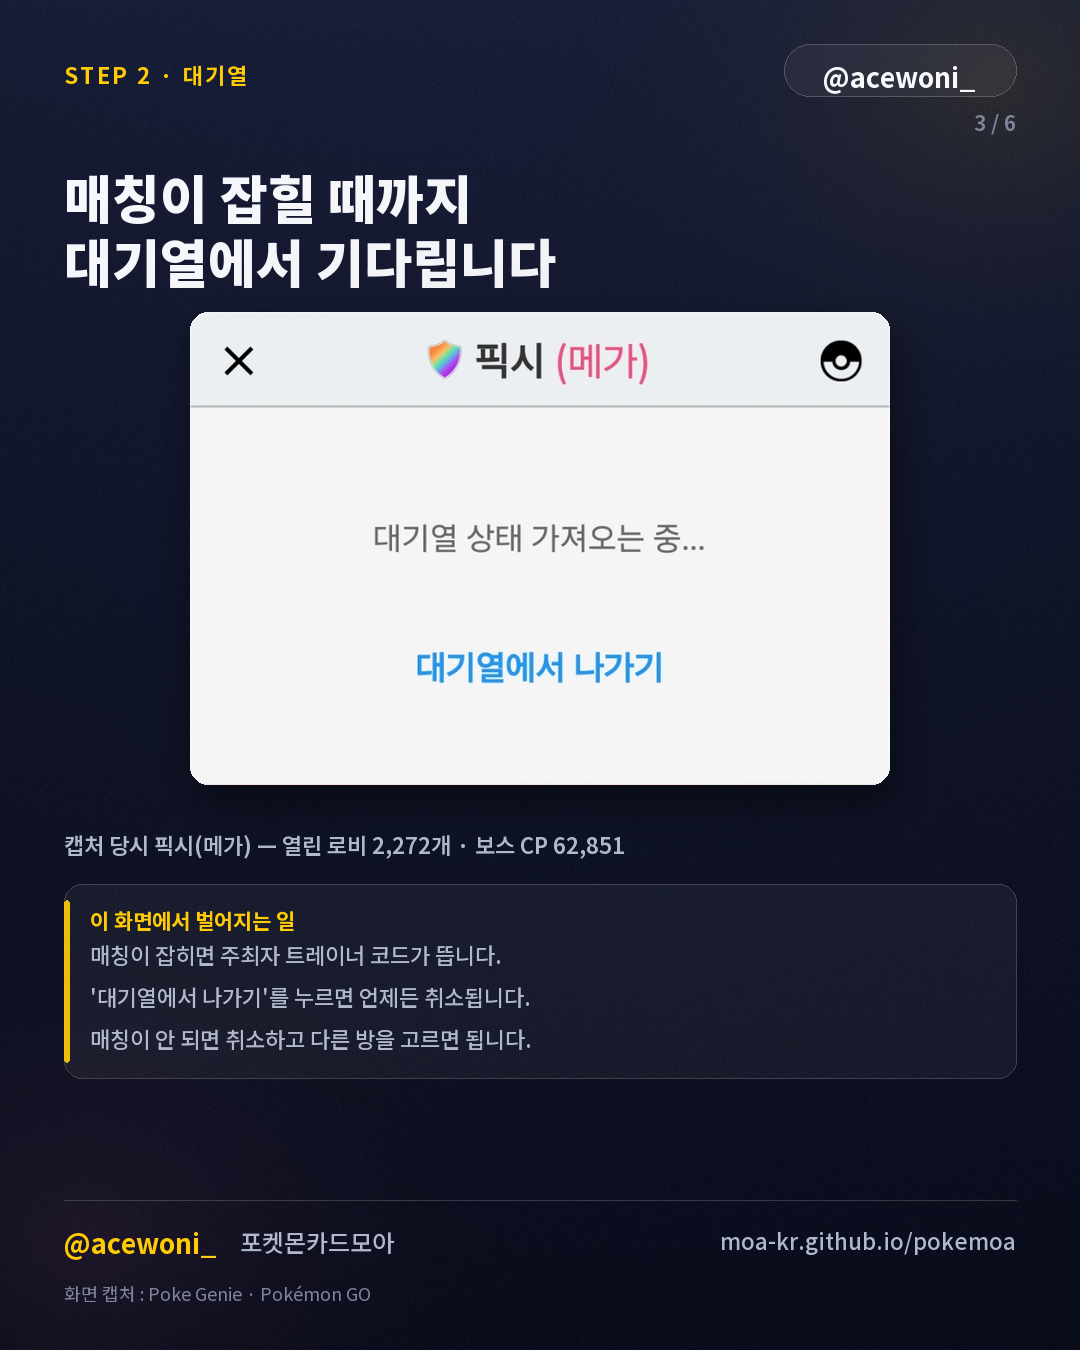 STEP 2 · 대기열
@acewoni_
3 / 6
매칭이 잡힐 때까지
대기열에서 기다립니다
픽시 (메가)
대기열 상태 가져오는 중...
대기열에서 나가기
캡처 당시 픽시(메가) — 열린 로비 2,272개 · 보스 CP 62,851
이 화면에서 벌어지는 일
매칭이 잡히면 주최자 트레이너 코드가 뜹니다.
'대기열에서 나가기'를 누르면 언제든 취소됩니다.
매칭이 안 되면 취소하고 다른 방을 고르면 됩니다.
@acewoni_ 포켓몬카드모아 moa-kr.github.io/pokemoa
화면 캡처 : Poke Genie · Pokémon GO